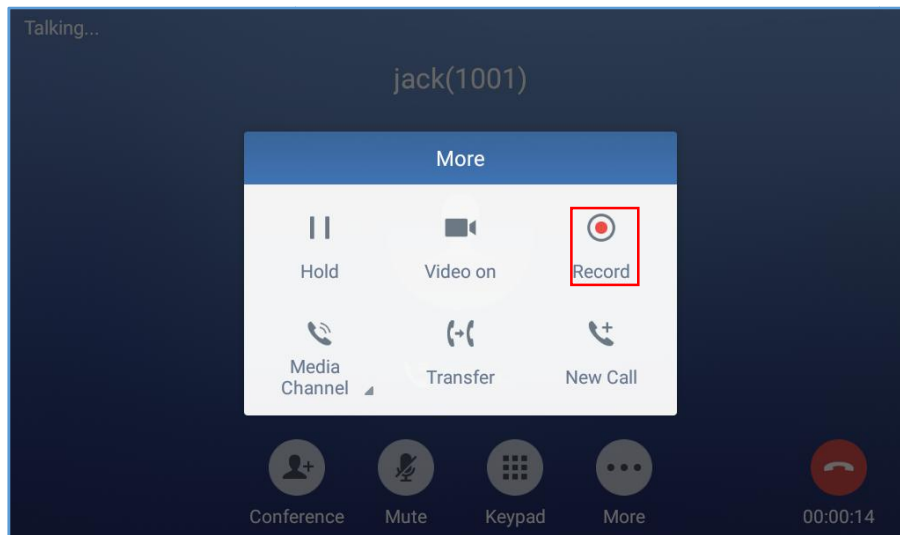 Talking...
jack(1001)
More
Hold
Video on
Record
Media
Channel
Transfer
New Call
Conference
Mute
Keypad
More
00:00:14